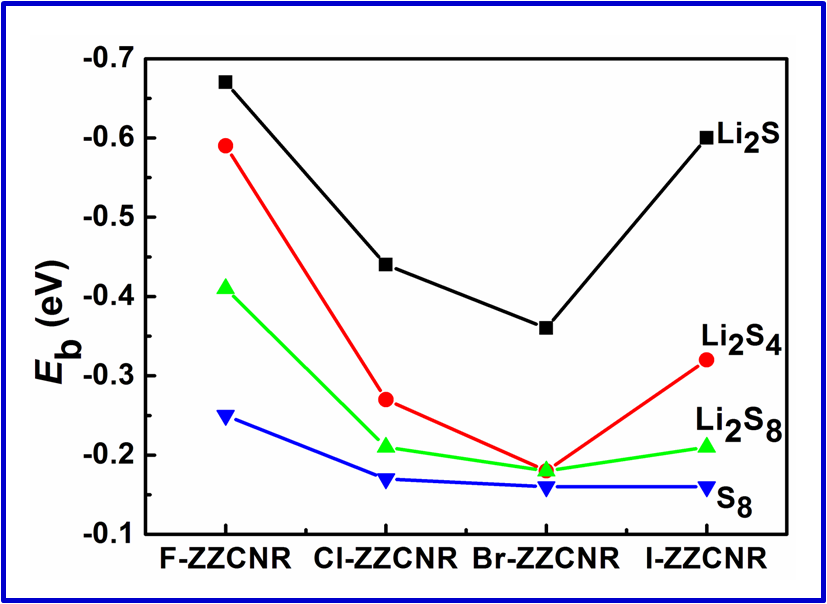 -0.7
-0.6
-0.5
-0.4
-0.3
-0.2
-0.1
Eb (eV)
Li2S
Li2S4
Li2S8
S8
F-ZZCNR Cl-ZZCNR Br-ZZCNR I-ZZCNR